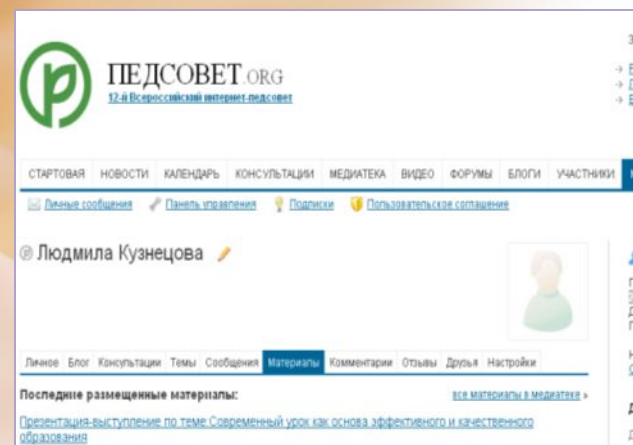 ПЕДСОВЕТ.ORG
12-й Всероссийский интернет-педсовет
СТАРТОВАЯ НОВОСТИ КАЛЕНДАРЬ КОНСУЛЬТАЦИИ МЕДИАТЕКА ВИДЕО ФОРУМЫ БЛОГИ УЧАСТНИКИ
Личные сообщения Панель управления Подписки Пользовательское соглашение
Людмила Кузнецова
Личное Блог Консультации Темы Сообщения Материалы Комментарии Отзывы Друзья Настройки
Последние размещенные материалы: все материалы в медиатеке »
Презентация-выступление по теме:Современный урок как основа эффективного и качественного
образования